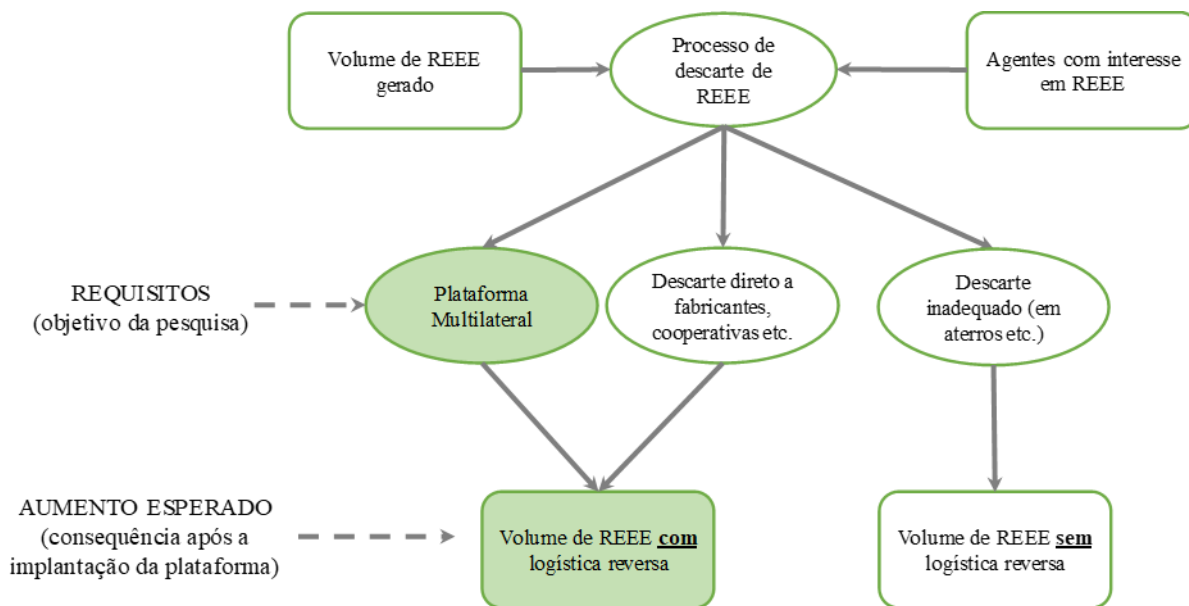 Volume de REEE
gerado
Processo de
descarte de
REEE
Agentes com interesse
em REEE
REQUISITOS
(objetivo da pesquisa)
Plataforma
Multilateral
Descarte direto a
fabricantes,
cooperativas etc.
Descarte
inadequado (em
aterros etc.)
AUMENTO ESPERADO
(consequência após a
implantação da plataforma)
Volume de REEE com
logística reversa
Volume de REEE sem
logística reversa